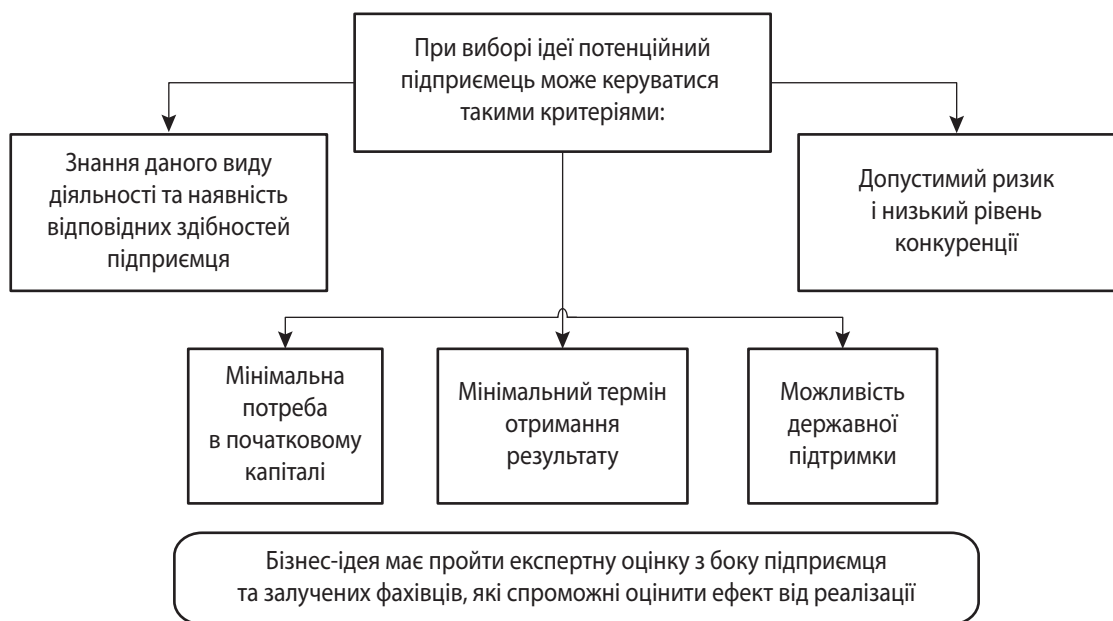 При виборі ідеї потенційний
підприємець може керуватися
такими критеріями:
Знання даного виду
діяльності та наявність
відповідних здібностей
підприємця
Допустимий ризик
і низький рівень
конкуренції
Мінімальна
потреба
в початковому
капіталі
Мінімальний термін
отримання
результату
Можливість
державної
підтримки
Бізнес-ідея має пройти експертну оцінку з боку підприємця
та залучених фахівців, які спроможні оцінити ефект від реалізації